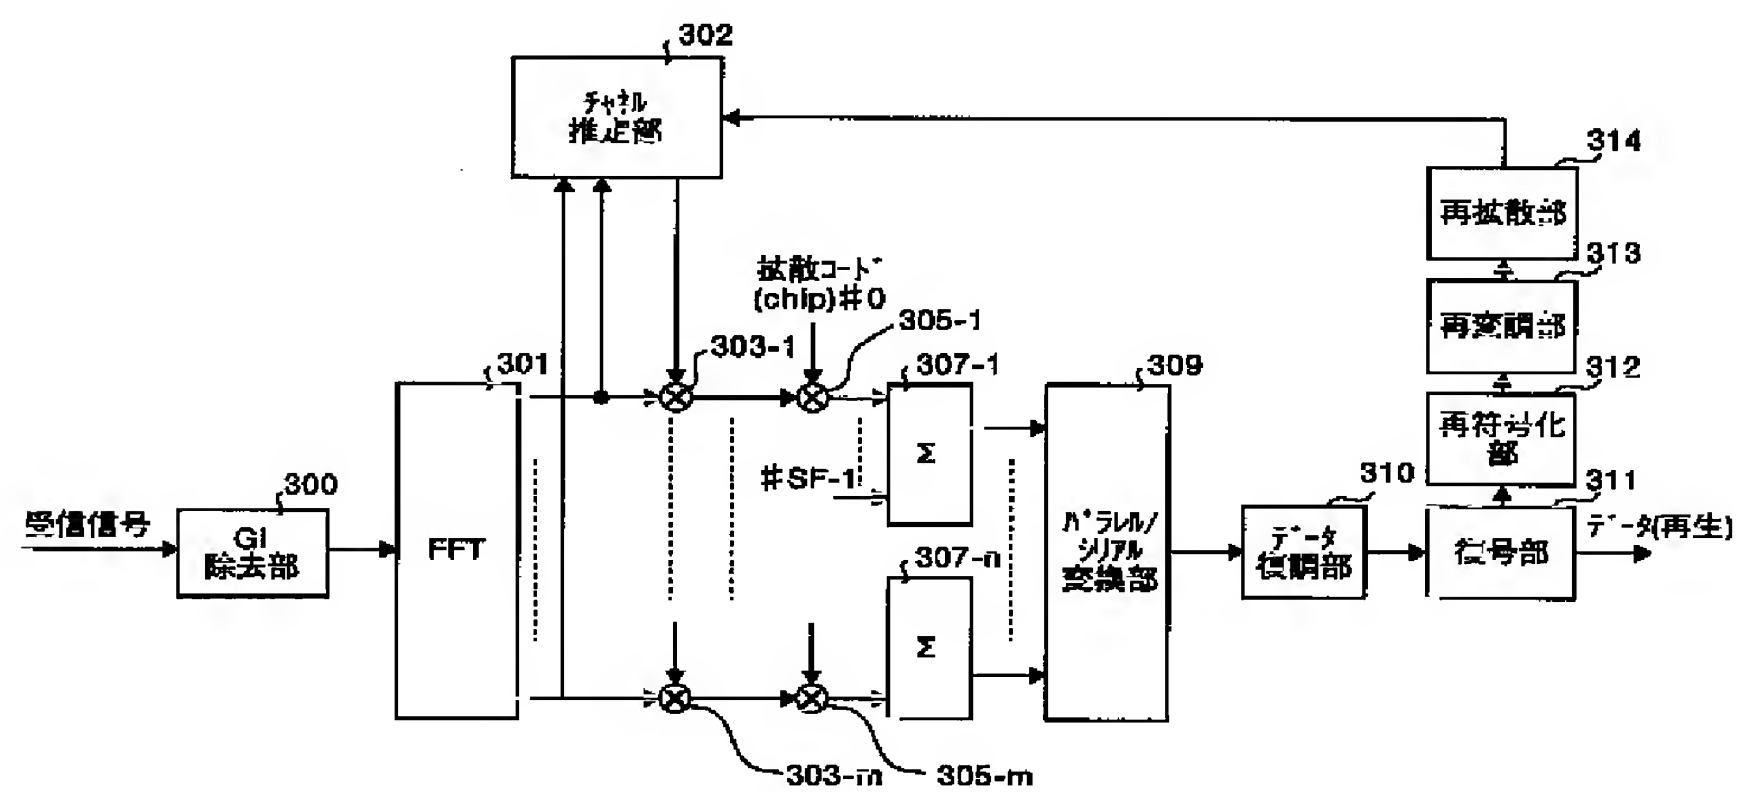 302
ﾁｬﾈﾙ
推定部
314
再拡散部
313
拡散ｺｰﾄﾞ
(chip)#0
305-1
再変調部
303-1
301
307-1
309
312
再符号化
部
Σ
#SF-1
300
310
311
受信信号
GI
除去部
FFT
ﾊﾟﾗﾚﾙ/
ｼﾘｱﾙ
変換部
ﾃﾞｰﾀ
復調部
復号部
ﾃﾞｰﾀ(再生)
307-n
Σ
303-m
305-m